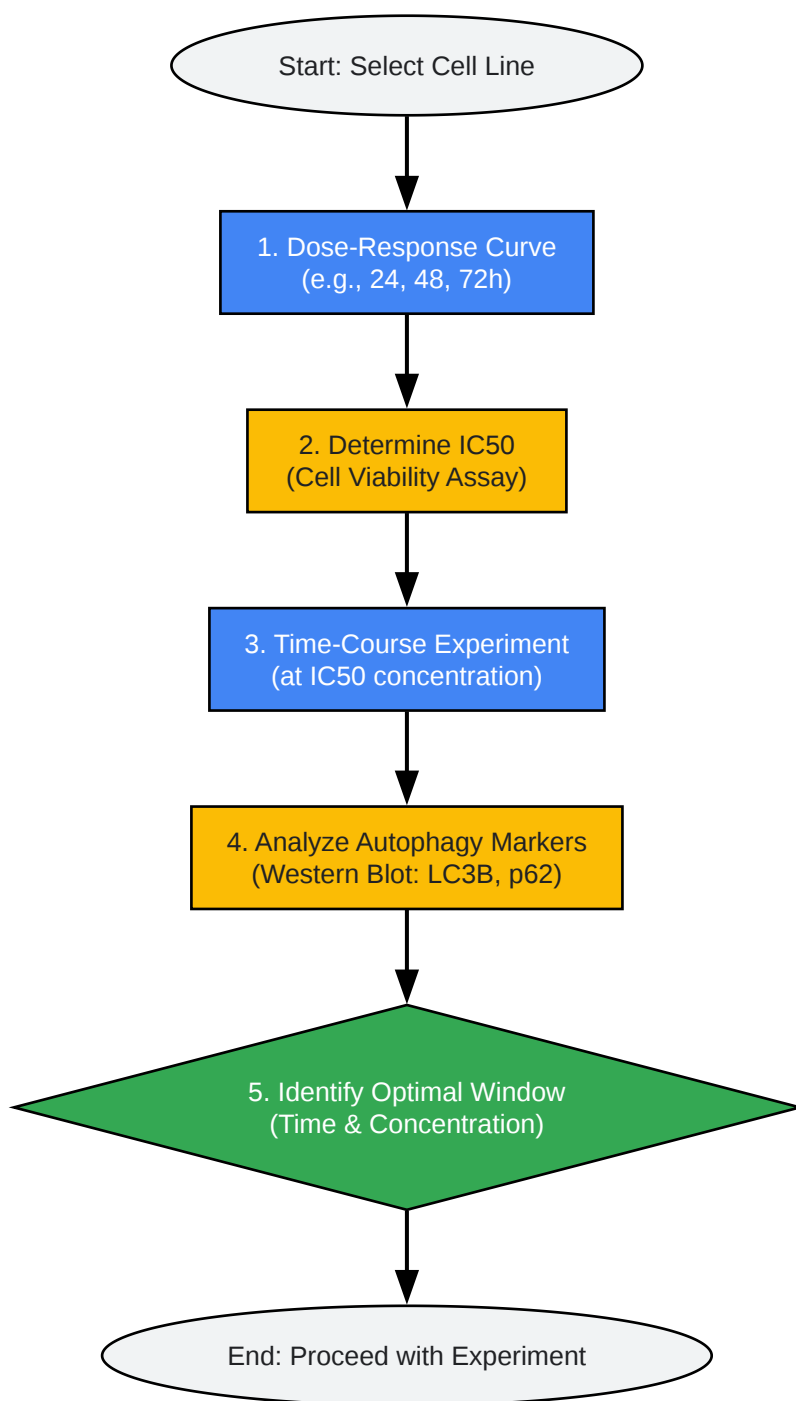 Start: Select Cell Line
1. Dose-Response Curve
(e.g., 24, 48, 72h)
2. Determine IC50
(Cell Viability Assay)
3. Time-Course Experiment
(at IC50 concentration)
4. Analyze Autophagy Markers
(Western Blot: LC3B, p62)
5. Identify Optimal Window
(Time & Concentration)
End: Proceed with Experiment